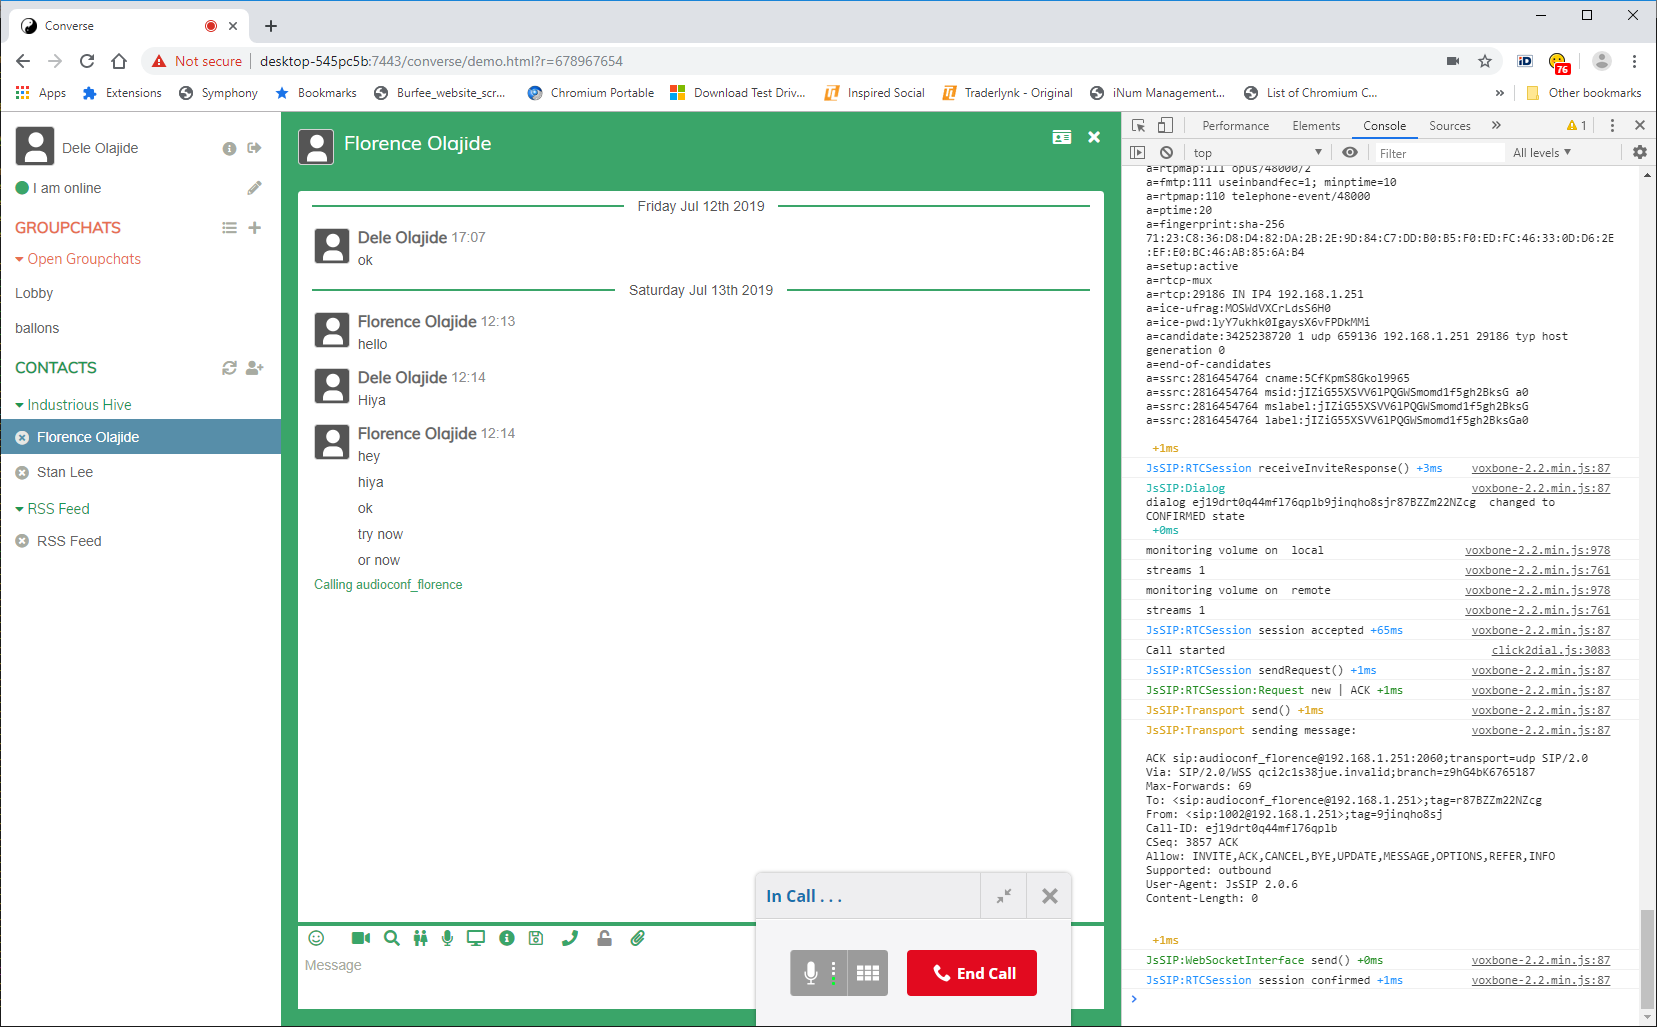 Converse
Not secure desktop-545pc5b:7443/converse/demo.html?r=678967654
76
Apps Extensions Symphony Bookmarks Burfee_website_scr... Chromium Portable Download Test Driv... Inspired Social Traderlynk - Original iNum Management... List of Chromium C... » Other bookmarks
Dele Olajide
I am online
GROUPCHATS
Open Groupchats
Lobby
ballons
CONTACTS
Industrious Hive
Florence Olajide
Stan Lee
RSS Feed
RSS Feed
Florence Olajide
Friday Jul 12th 2019
Dele Olajide 17:07
ok
Saturday Jul 13th 2019
Florence Olajide 12:13
hello
Dele Olajide 12:14
Hiya
Florence Olajide 12:14
hey
hiya
ok
try now
or now
Calling audioconf_florence
Message
In Call . . .
End Call
Performance Elements Console Sources » 1
top Filter All levels
a=rtpmap:111 opus/48000/2
a=fmtp:111 useinbandfec=1; minptime=10
a=rtpmap:110 telephone-event/48000
a=ptime:20
a=fingerprint:sha-256
71:23:C8:36:D8:D4:82:DA:2B:2E:9D:84:C7:DD:B0:B5:F0:ED:FC:46:33:0D:D6:2E
:EF:E0:BC:46:AB:85:6A:B4
a=setup:active
a=rtcp-mux
a=rtcp:29186 IN IP4 192.168.1.251
a=ice-ufrag:MOSWdVXCrLdsS6H0
a=ice-pwd:lyY7ukhk0IgaysX6vFPDkMMi
a=candidate:3425238720 1 udp 659136 192.168.1.251 29186 typ host
generation 0
a=end-of-candidates
a=ssrc:2816454764 cname:5CfKpmS8Gkol9965
a=ssrc:2816454764 msid:jIZiG55XSVV6lPQGWSmomd1f5gh2BksG a0
a=ssrc:2816454764 mslabel:jIZiG55XSVV6lPQGWSmomd1f5gh2BksG
a=ssrc:2816454764 label:jIZiG55XSVV6lPQGWSmomd1f5gh2BksGa0
+1ms
JsSIP:RTCSession receiveInviteResponse() +3ms voxbone-2.2.min.js:87
JsSIP:Dialog voxbone-2.2.min.js:87
dialog ej19drt0q44mfl76qplb9jinqho8sjr87BZZm22NZcg changed to
CONFIRMED state
+0ms
monitoring volume on local voxbone-2.2.min.js:978
streams 1 voxbone-2.2.min.js:761
monitoring volume on remote voxbone-2.2.min.js:978
streams 1 voxbone-2.2.min.js:761
JsSIP:RTCSession session accepted +65ms voxbone-2.2.min.js:87
Call started click2dial.js:3083
JsSIP:RTCSession sendRequest() +1ms voxbone-2.2.min.js:87
JsSIP:RTCSession:Request new | ACK +1ms voxbone-2.2.min.js:87
JsSIP:Transport send() +1ms voxbone-2.2.min.js:87
JsSIP:Transport sending message: voxbone-2.2.min.js:87
ACK sip:audioconf_florence@192.168.1.251:2060;transport=udp SIP/2.0
Via: SIP/2.0/WSS qci2c1s38jue.invalid;branch=z9hG4bK6765187
Max-Forwards: 69
To: <sip:audioconf_florence@192.168.1.251>;tag=r87BZZm22NZcg
From: <sip:1002@192.168.1.251>;tag=9jinqho8sj
Call-ID: ej19drt0q44mfl76qplb
CSeq: 3857 ACK
Allow: INVITE,ACK,CANCEL,BYE,UPDATE,MESSAGE,OPTIONS,REFER,INFO
Supported: outbound
User-Agent: JsSIP 2.0.6
Content-Length: 0
+1ms
JsSIP:WebSocketInterface send() +0ms voxbone-2.2.min.js:87
JsSIP:RTCSession session confirmed +1ms voxbone-2.2.min.js:87